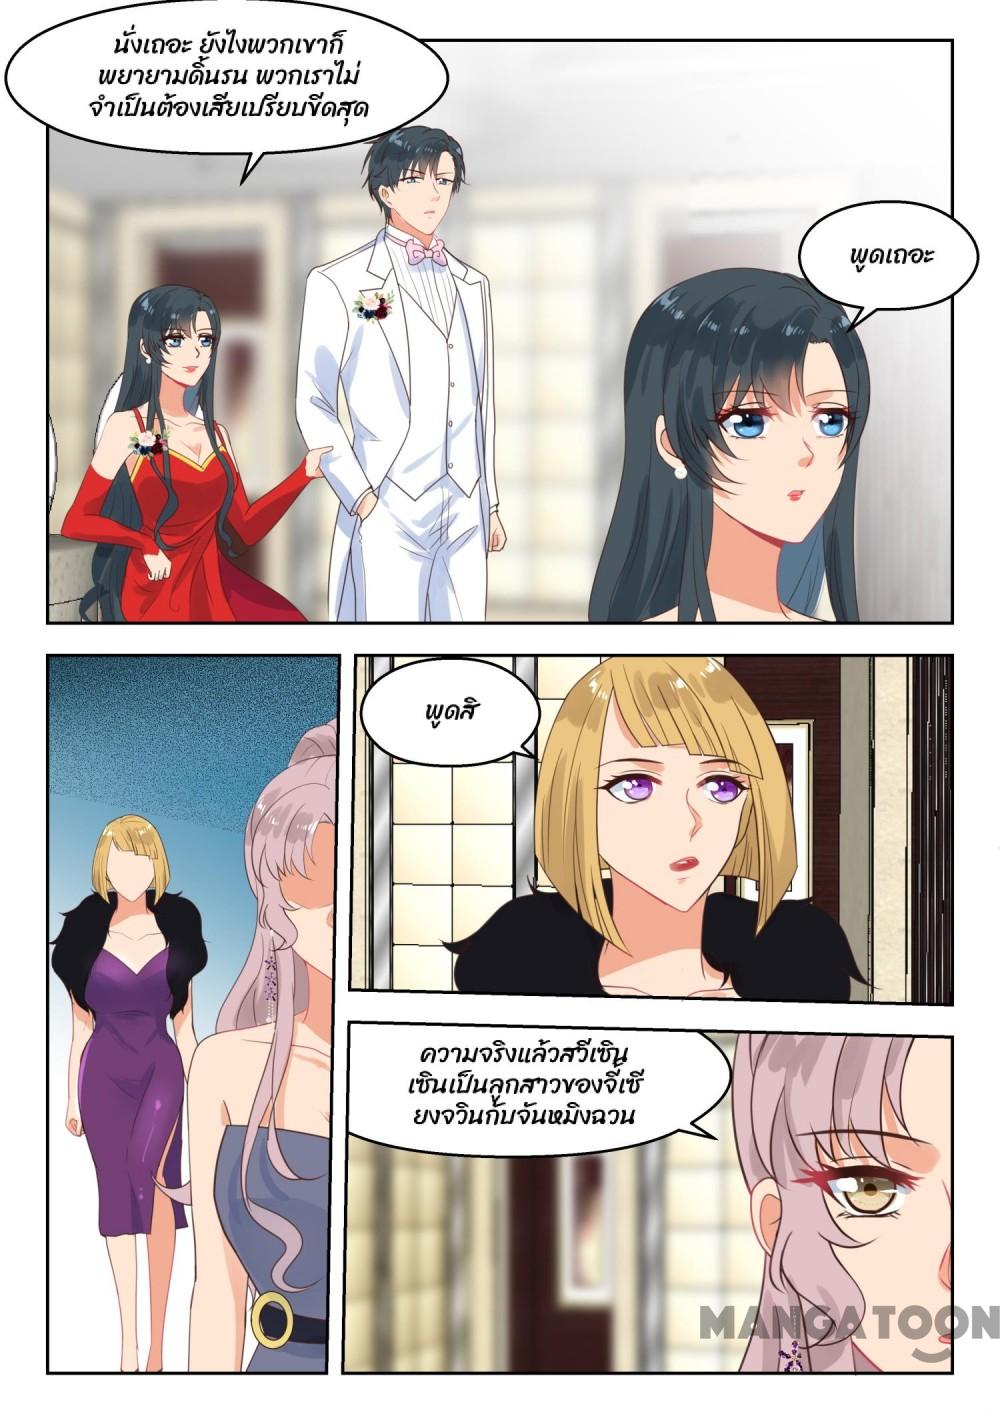 นั่งเถอะ ยังไงพวกเขาก็
พยายามดิ้นรน พวกเราไม่
จำเป็นต้องเสียเปรียบขีดสุด
พูดเถอะ
พูดสิ
ความจริงแล้วสวีเซิน
เซินเป็นลูกสาวของจี้เซี
ยงจวินกับจันหมิงฉวน
MANGATOON